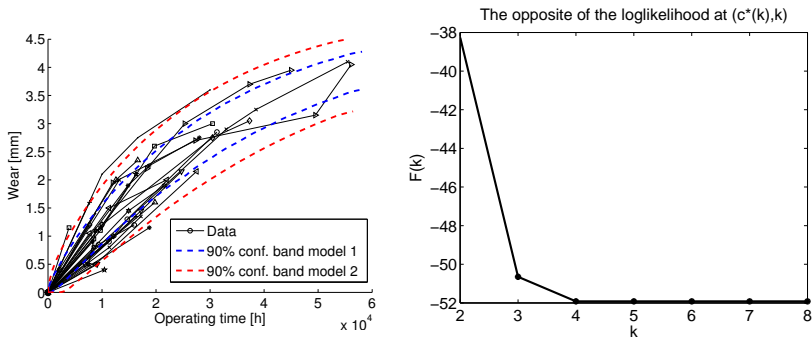 4.5
4
3.5
3
2.5
2
1.5
1
0.5
0
Wear [mm]
0 1 2 3 4 5 6
Operating time [h]
x 10^4
Data
90% conf. band model 1
90% conf. band model 2
The opposite of the loglikelihood at (c*(k),k)
−38
−40
−42
−44
−46
−48
−50
−52
F(k)
2 3 4 5 6 7 8
k